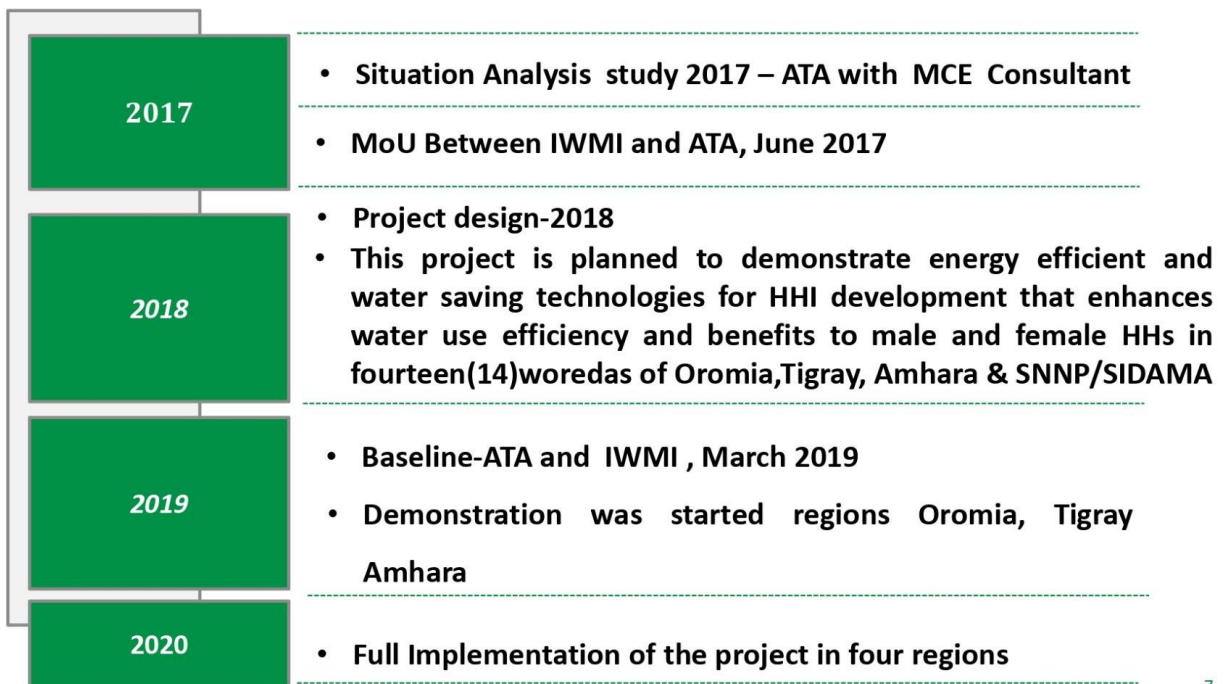 2017
• Situation Analysis study 2017 – ATA with MCE Consultant
• MoU Between IWMI and ATA, June 2017
2018
• Project design-2018
• This project is planned to demonstrate energy efficient and
water saving technologies for HHI development that enhances
water use efficiency and benefits to male and female HHs in
fourteen(14)woredas of Oromia,Tigray, Amhara & SNNP/SIDAMA
2019
• Baseline-ATA and IWMI , March 2019
• Demonstration was started regions Oromia, Tigray
Amhara
2020
• Full Implementation of the project in four regions